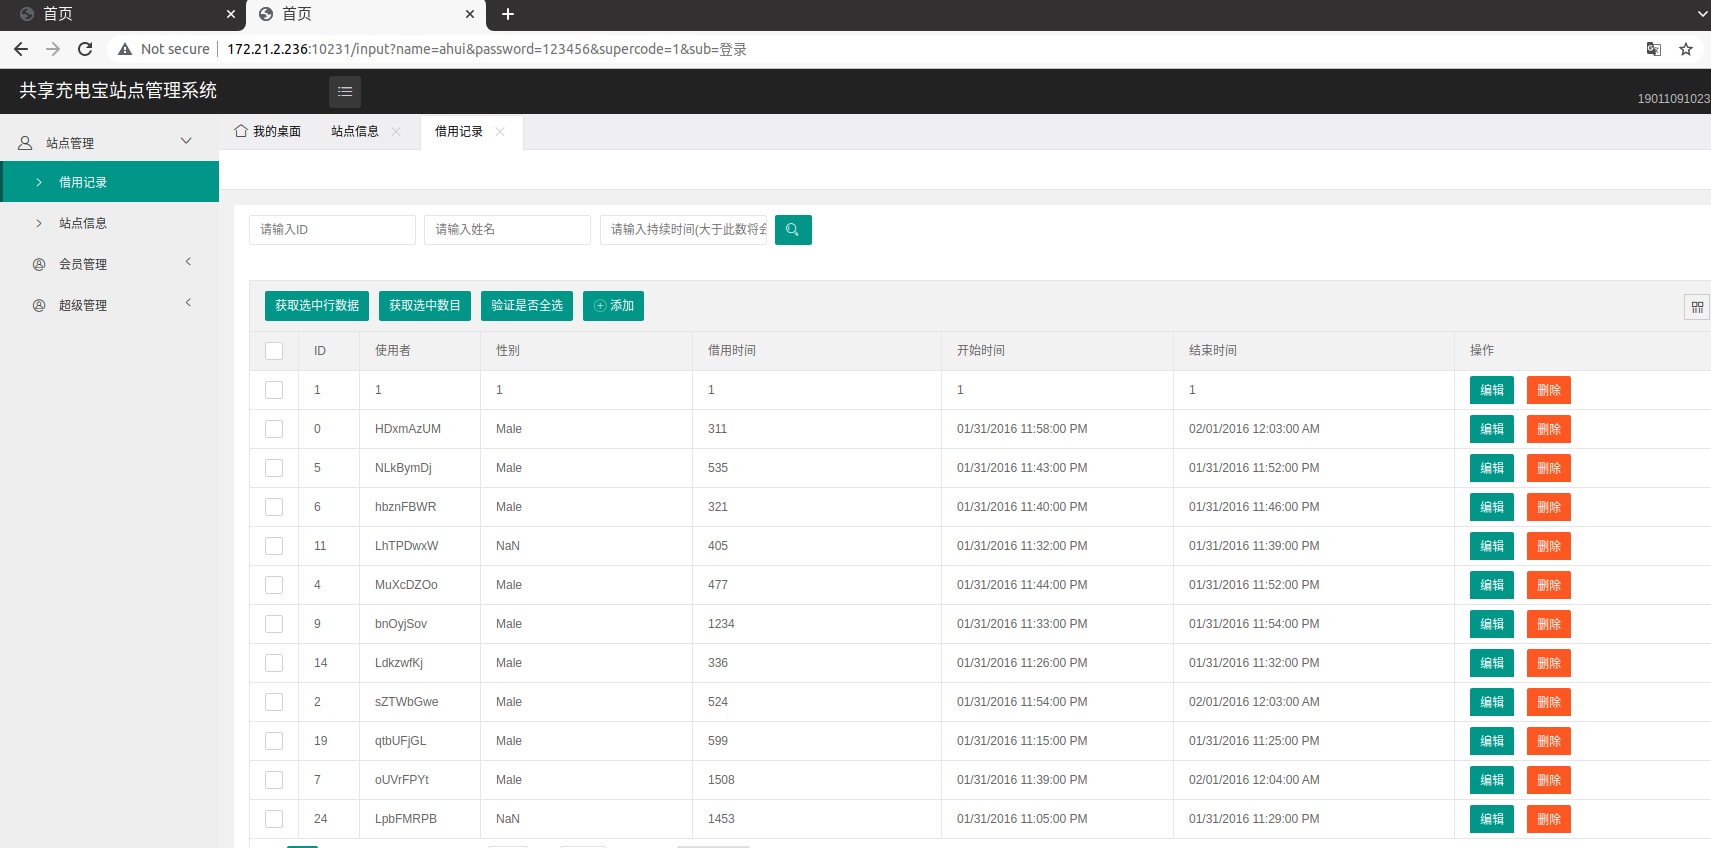 首页 首页
Not secure 172.21.2.236:10231/input?name=ahui&password=123456&supercode=1&sub=登录
共享充电宝站点管理系统
19011091023
站点管理
借用记录
站点信息
会员管理
超级管理
我的桌面 站点信息 借用记录
请输入ID 请输入姓名 请输入持续时间(大于此数将会
获取选中行数据 获取选中数目 验证是否全选 添加
ID 使用者 性别 借用时间 开始时间 结束时间 操作
1 1 1 1 1 1 编辑 删除
0 HDxmAzUM Male 311 01/31/2016 11:58:00 PM 02/01/2016 12:03:00 AM 编辑 删除
5 NLkBymDj Male 535 01/31/2016 11:43:00 PM 01/31/2016 11:52:00 PM 编辑 删除
6 hbznFBWR Male 321 01/31/2016 11:40:00 PM 01/31/2016 11:46:00 PM 编辑 删除
11 LhTPDwxW NaN 405 01/31/2016 11:32:00 PM 01/31/2016 11:39:00 PM 编辑 删除
4 MuXcDZOo Male 477 01/31/2016 11:44:00 PM 01/31/2016 11:52:00 PM 编辑 删除
9 bnOyjSov Male 1234 01/31/2016 11:33:00 PM 01/31/2016 11:54:00 PM 编辑 删除
14 LdkzwfKj Male 336 01/31/2016 11:26:00 PM 01/31/2016 11:32:00 PM 编辑 删除
2 sZTWbGwe Male 524 01/31/2016 11:54:00 PM 02/01/2016 12:03:00 AM 编辑 删除
19 qtbUFjGL Male 599 01/31/2016 11:15:00 PM 01/31/2016 11:25:00 PM 编辑 删除
7 oUVrFPYt Male 1508 01/31/2016 11:39:00 PM 02/01/2016 12:04:00 AM 编辑 删除
24 LpbFMRPB NaN 1453 01/31/2016 11:05:00 PM 01/31/2016 11:29:00 PM 编辑 删除